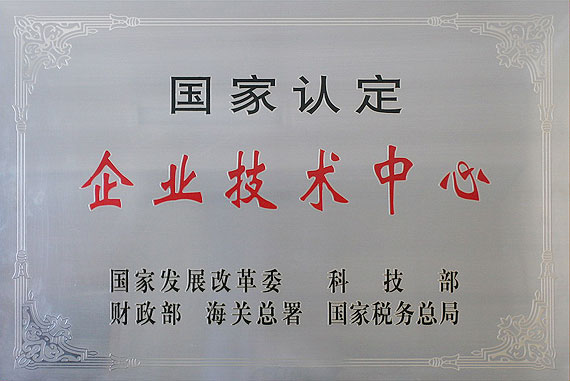 国家认定
企业技术中心
国家发展改革委 科技部
财政部 海关总署 国家税务总局